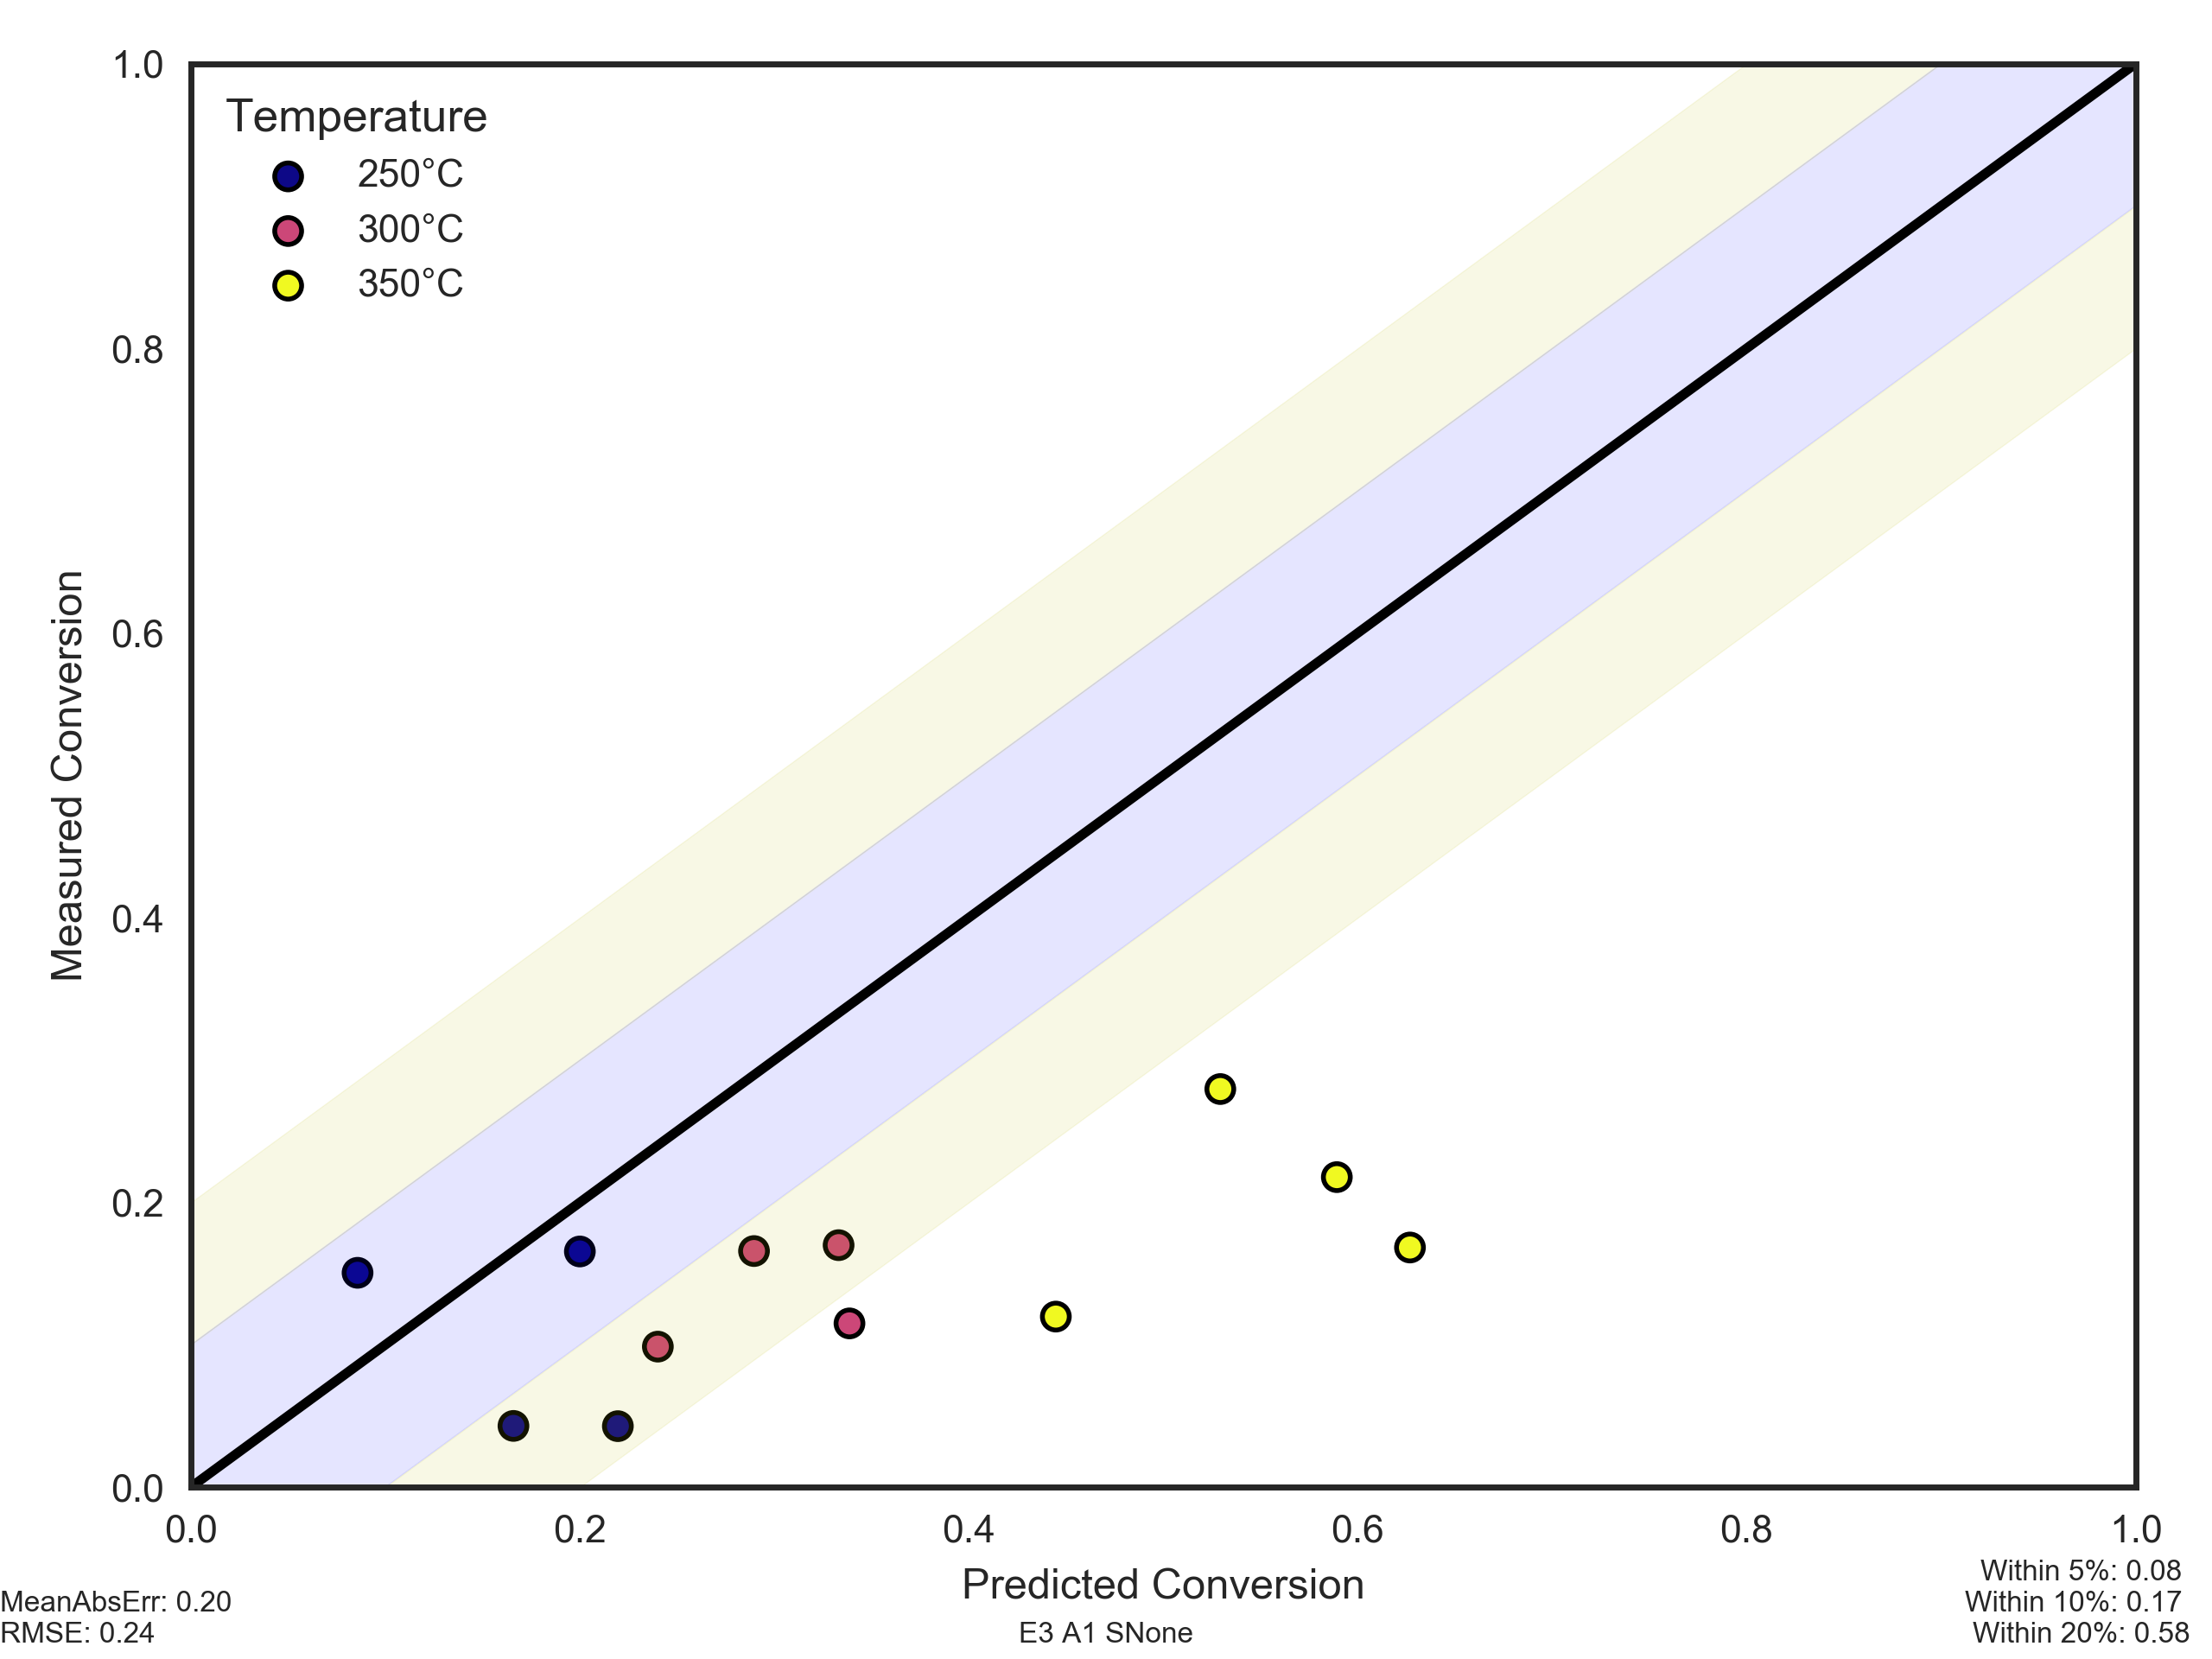 Temperature
250°C
300°C
350°C
1.0
0.8
0.6
0.4
0.2
0.0
Measured Conversion
0.0 0.2 0.4 0.6 0.8 1.0
Predicted Conversion
E3 A1 SNone
MeanAbsErr: 0.20
RMSE: 0.24
Within 5%: 0.08
Within 10%: 0.17
Within 20%: 0.58